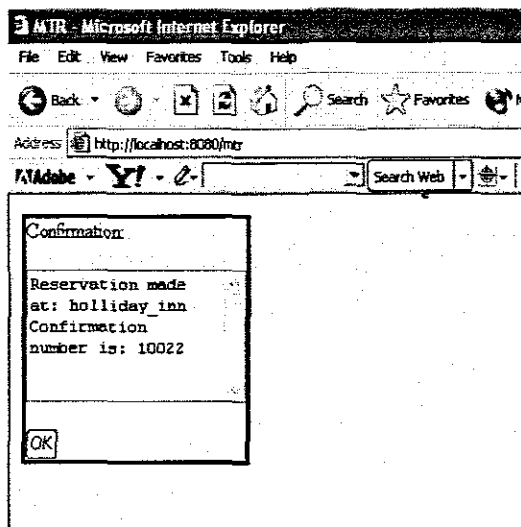 MTR - Microsoft Internet Explorer
File Edit View Favorites Tools Help
Back Search Favorites
Address http://localhost:8080/mtr
Adobe Y! Search Web
Confirmation:
Reservation made
at: holliday_inn
Confirmation
number is: 10022
OK